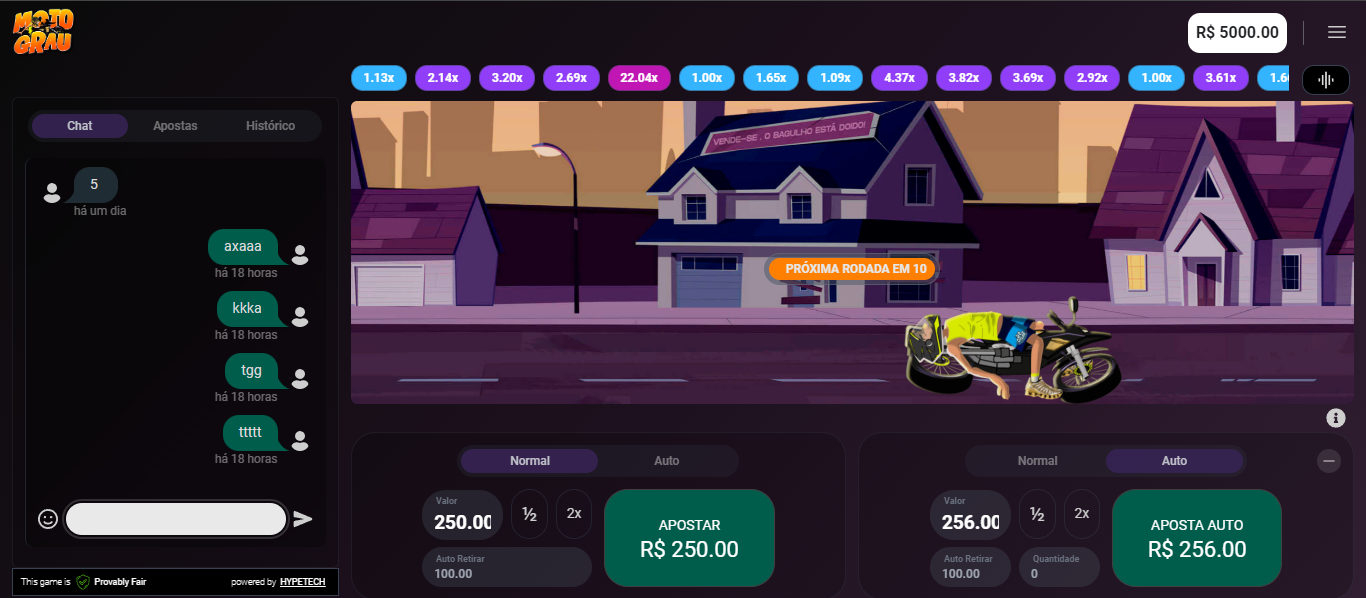 MOTO
GRAU
R$ 5000.00
1.13x 2.14x 3.20x 2.69x 22.04x 1.00x 1.65x 1.09x 4.37x 3.82x 3.69x 2.92x 1.00x 3.61x
Chat Apostas Histórico
5
há um dia
axaaa
há 18 horas
kkka
há 18 horas
tgg
há 18 horas
ttttt
há 18 horas
This game is Provably Fair powered by HYPETECH
VENDE-SE , O BAGULHO ESTÁ DOIDO!
PRÓXIMA RODADA EM 10
Normal Auto
Valor
250.00
½ 2x
APOSTAR
R$ 250.00
Auto Retirar
100.00
Normal Auto
Valor
256.00
½ 2x
APOSTA AUTO
R$ 256.00
Auto Retirar
100.00
Quantidade
0